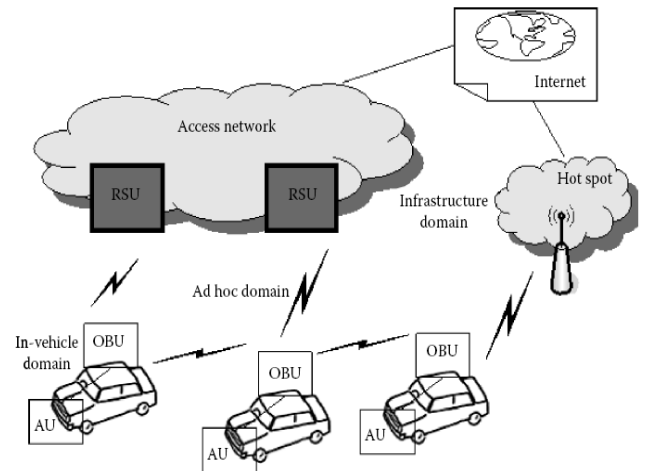 Internet
Access network
Hot spot
RSU
RSU
Infrastructure
domain
Ad hoc domain
In-vehicle
domain
OBU
OBU
OBU
AU
AU
AU